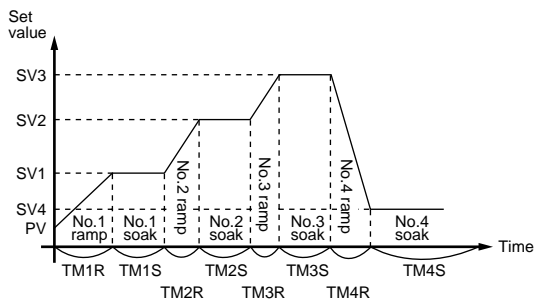 Set
value
SV3
SV2
SV1
SV4
PV
No.1
ramp
No.1
soak
No.2 ramp
No.2
soak
No.3 ramp
No.3
soak
No.4 ramp
No.4
soak
Time
TM1R
TM1S
TM2R
TM2S
TM3R
TM3S
TM4R
TM4S